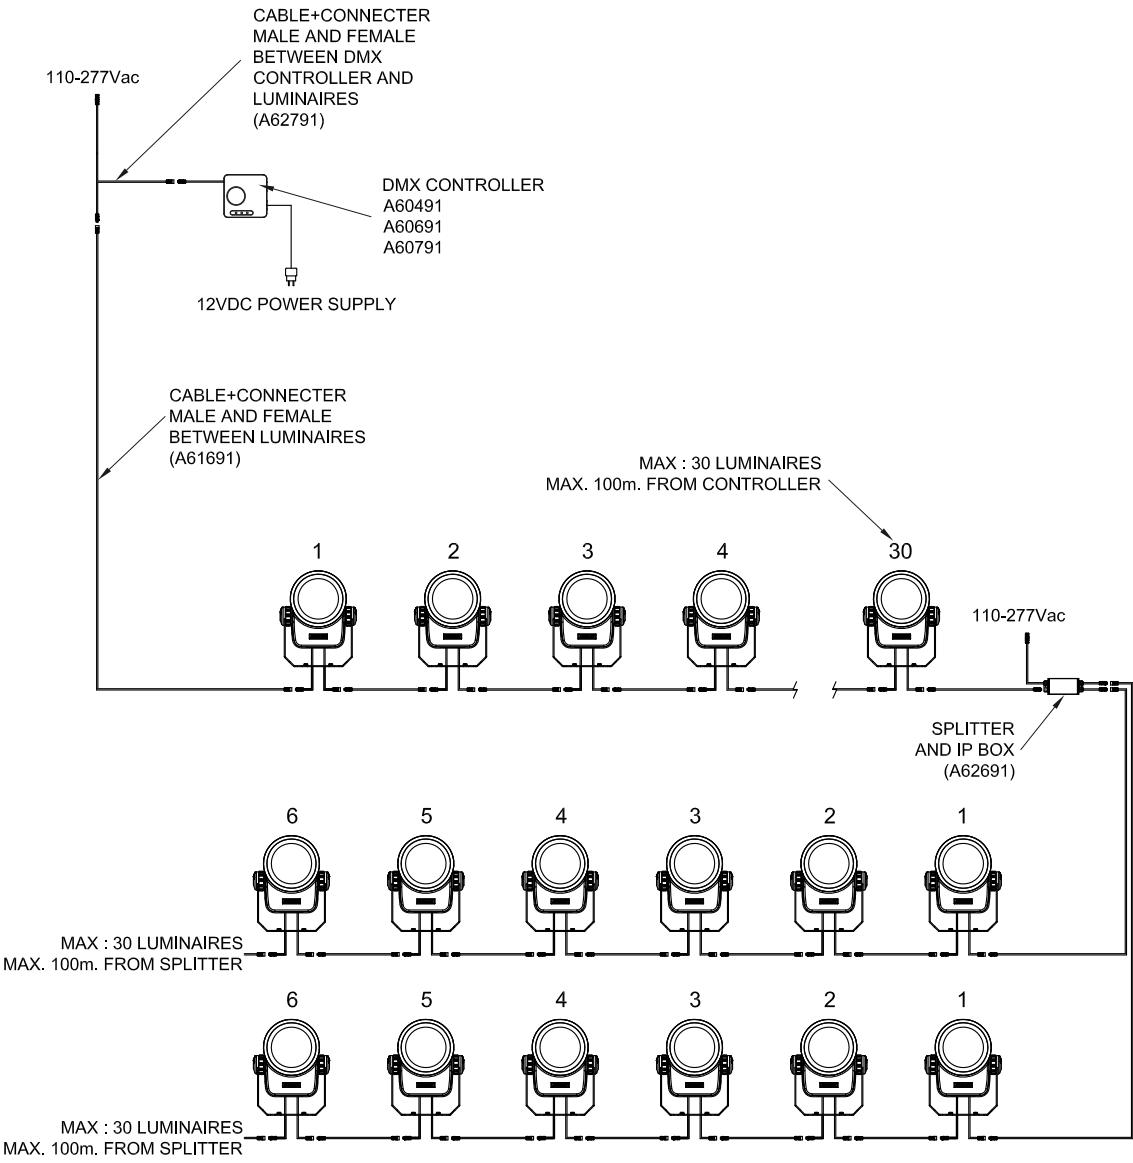 CABLE+CONNECTER
MALE AND FEMALE
BETWEEN DMX
CONTROLLER AND
LUMINAIRES
(A62791)
110-277Vac
DMX CONTROLLER
A60491
A60691
A60791
12VDC POWER SUPPLY
CABLE+CONNECTER
MALE AND FEMALE
BETWEEN LUMINAIRES
(A61691)
MAX : 30 LUMINAIRES
MAX. 100m. FROM CONTROLLER
1 2 3 4 30
110-277Vac
SPLITTER
AND IP BOX
(A62691)
6 5 4 3 2 1
MAX : 30 LUMINAIRES
MAX. 100m. FROM SPLITTER
6 5 4 3 2 1
MAX : 30 LUMINAIRES
MAX. 100m. FROM SPLITTER